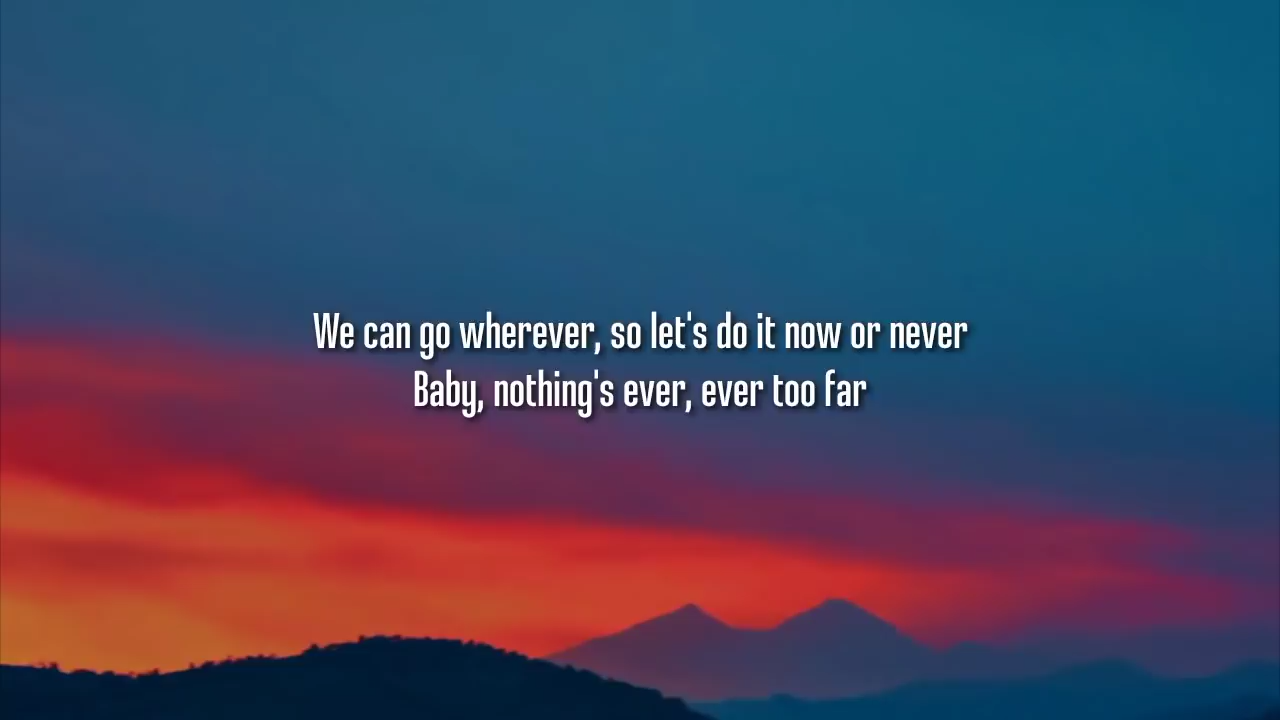 We can go wherever, so let's do it now or never
Baby, nothing's ever, ever too far